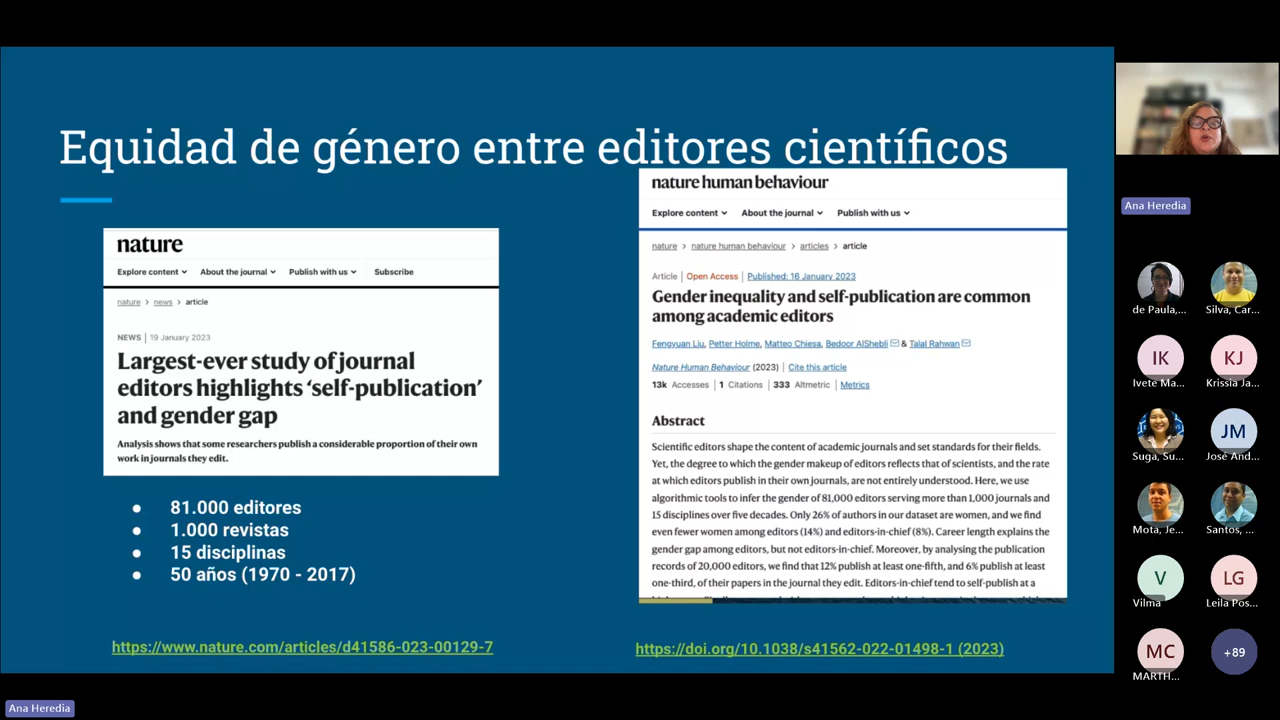 Equidad de género entre editores científicos
nature
Explore content
About the journal
Publish with us
Subscribe
nature > news > article
NEWS | 19 January 2023
Largest-ever study of journal
editors highlights ‘self-publication’
and gender gap
Analysis shows that some researchers publish a considerable proportion of their own
work in journals they edit.
● 81.000 editores
● 1.000 revistas
● 15 disciplinas
● 50 años (1970 - 2017)
https://www.nature.com/articles/d41586-023-00129-7
nature human behaviour
Explore content
About the journal
Publish with us
nature > nature human behaviour > articles > article
Article | Open Access | Published: 16 January 2023
Gender inequality and self-publication are common
among academic editors
Fengyuan Liu, Petter Holme, Matteo Chiesa, Bedoor AlShebli & Talal Rahwan
Nature Human Behaviour (2023) | Cite this article
13k Accesses | 1 Citations | 333 Altmetric | Metrics
Abstract
Scientific editors shape the content of academic journals and set standards for their fields.
Yet, the degree to which the gender makeup of editors reflects that of scientists, and the rate
at which editors publish in their own journals, are not entirely understood. Here, we use
algorithmic tools to infer the gender of 81,000 editors serving more than 1,000 journals and
15 disciplines over five decades. Only 26% of authors in our dataset are women, and we find
even fewer women among editors (14%) and editors-in-chief (8%). Career length explains the
gender gap among editors, but not editors-in-chief. Moreover, by analysing the publication
records of 20,000 editors, we find that 12% publish at least one-fifth, and 6% publish at least
one-third, of their papers in the journal they edit. Editors-in-chief tend to self-publish at a
https://doi.org/10.1038/s41562-022-01498-1 (2023)
Ana Heredia
de Paula,...
Silva, Car...
IK
KJ
Ivete Ma...
Krissia Ja...
JM
Suga, Su...
José And...
Mota, Je...
Santos, ...
V
LG
Vilma
Leila Pos...
MC
+89
MARTH...
Ana Heredia